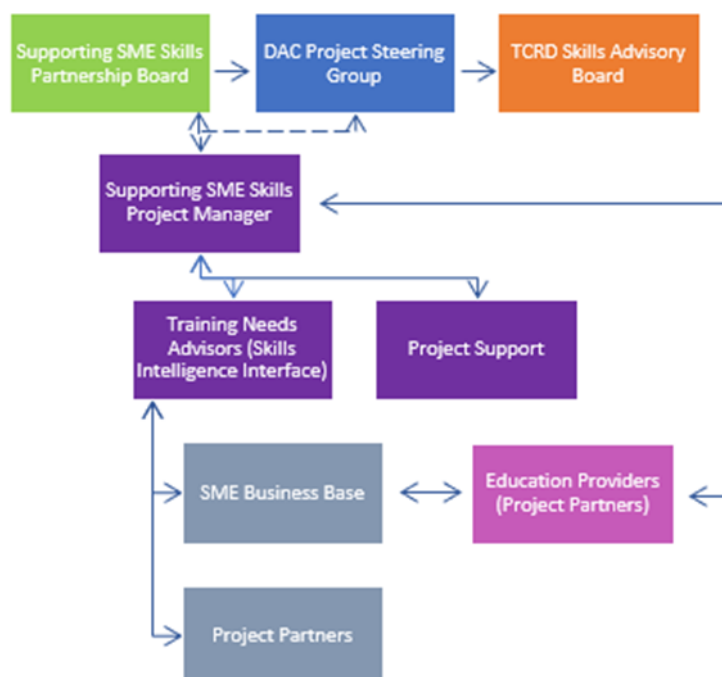 Supporting SME Skills
Partnership Board
DAC Project Steering
Group
TCRD Skills Advisory
Board
Supporting SME Skills
Project Manager
Training Needs
Advisors (Skills
Intelligence Interface)
Project Support
SME Business Base
Education Providers
(Project Partners)
Project Partners